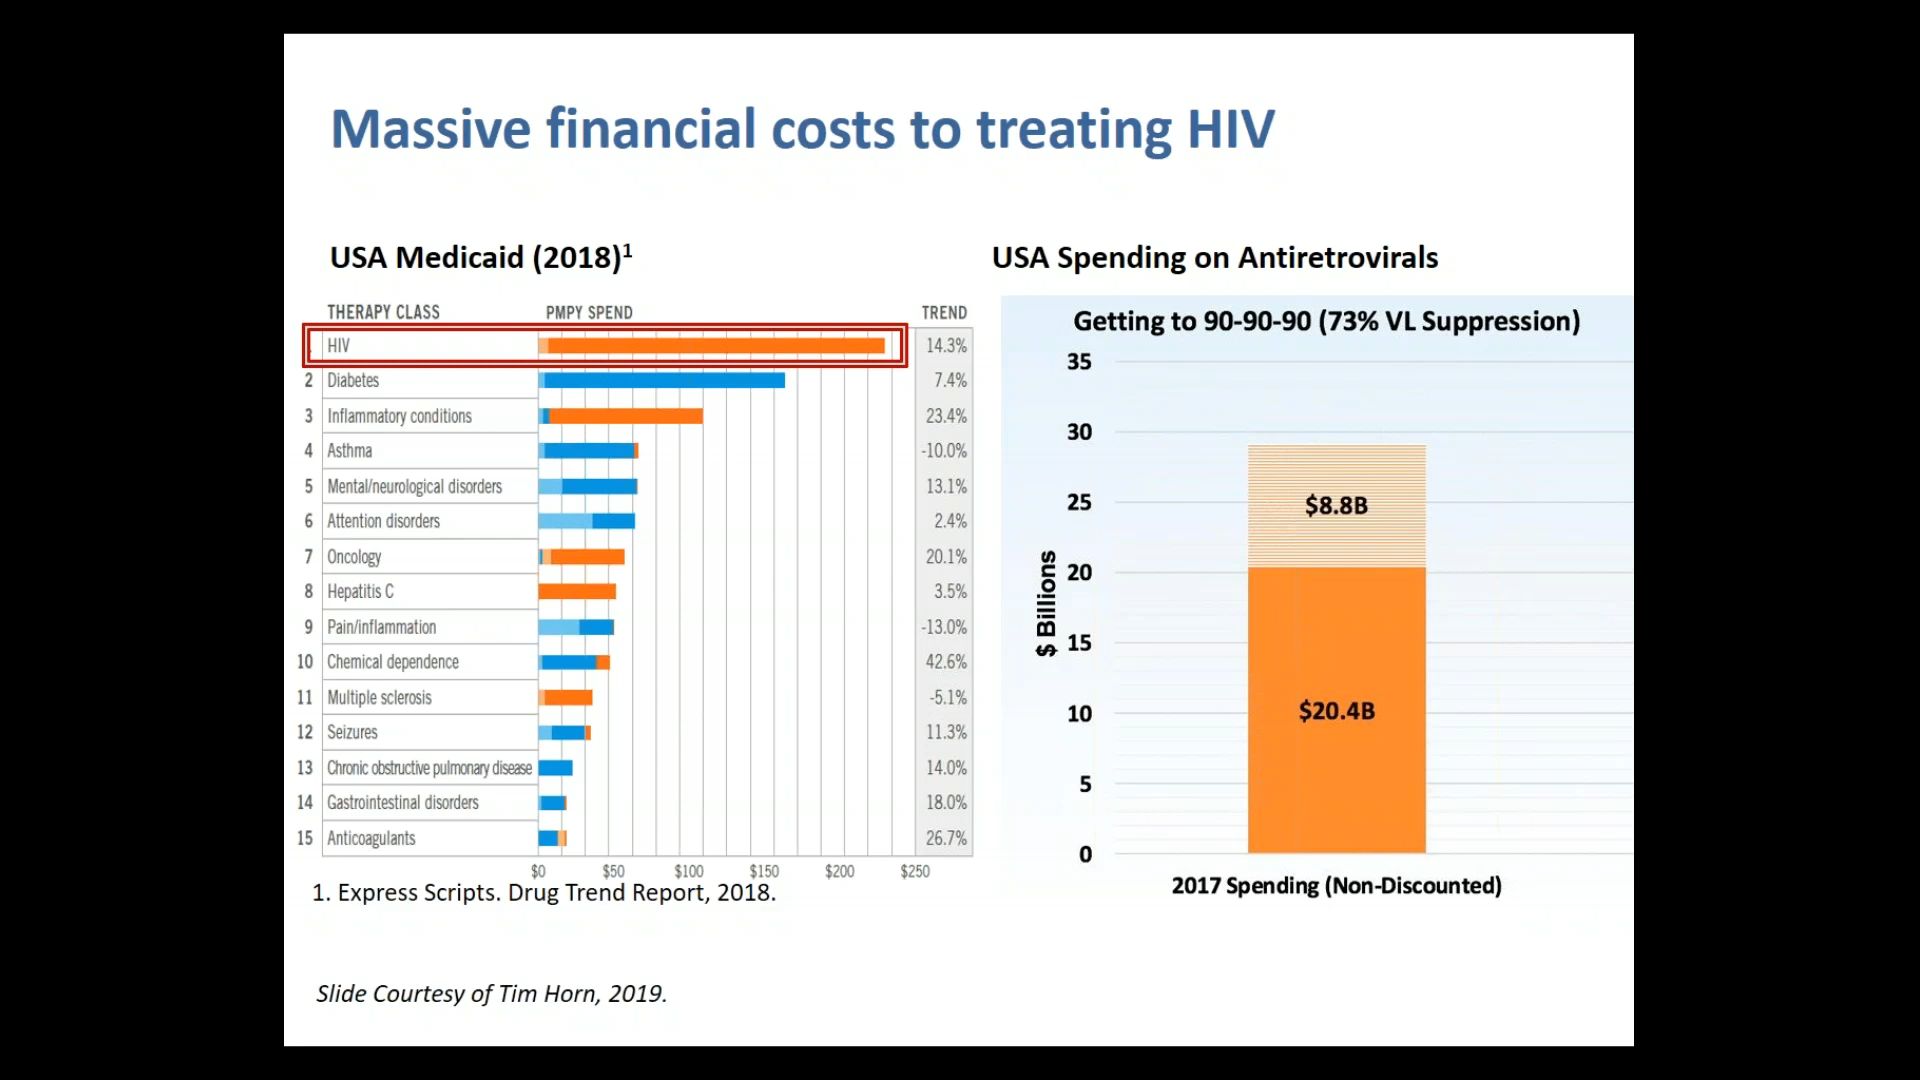 Massive financial costs to treating HIV
USA Medicaid (2018)¹
THERAPY CLASS PMPY SPEND TREND
HIV 14.3%
2 Diabetes 7.4%
3 Inflammatory conditions 23.4%
4 Asthma -10.0%
5 Mental/neurological disorders 13.1%
6 Attention disorders 2.4%
7 Oncology 20.1%
8 Hepatitis C 3.5%
9 Pain/inflammation -13.0%
10 Chemical dependence 42.6%
11 Multiple sclerosis -5.1%
12 Seizures 11.3%
13 Chronic obstructive pulmonary disease 14.0%
14 Gastrointestinal disorders 18.0%
15 Anticoagulants 26.7%
$0 $50 $100 $150 $200 $250
1. Express Scripts. Drug Trend Report, 2018.
USA Spending on Antiretrovirals
Getting to 90-90-90 (73% VL Suppression)
35
30
25
20
15
10
5
0
$ Billions
$8.8B
$20.4B
2017 Spending (Non-Discounted)
Slide Courtesy of Tim Horn, 2019.